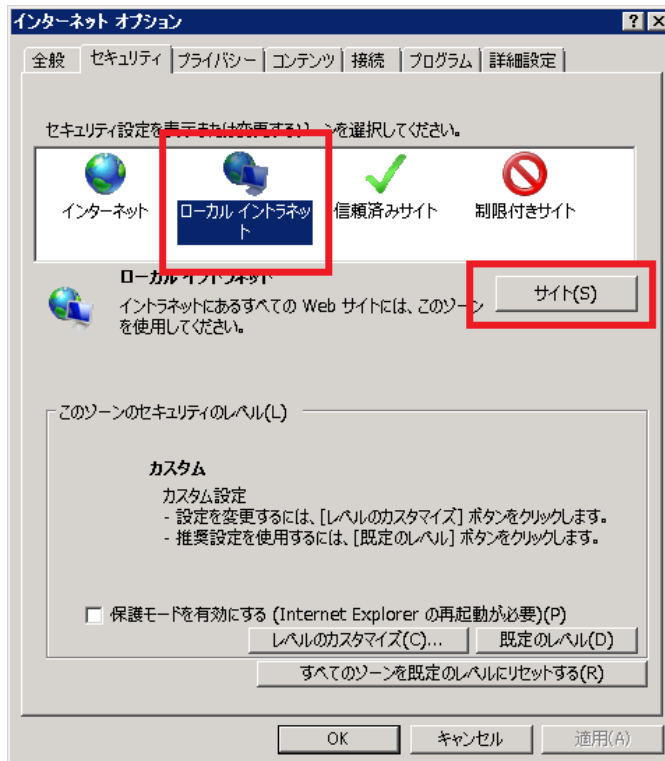 インターネット オプション
全般 セキュリティ プライバシー コンテンツ 接続 プログラム 詳細設定
セキュリティ設定を表示または変更するゾーンを選択してください。
インターネット
ローカル イントラネッ
ト
信頼済みサイト
制限付きサイト
ローカル イントラネット
サイト(S)
イントラネットにあるすべての Web サイトには、このゾーン
を使用してください。
このゾーンのセキュリティのレベル(L)
カスタム
カスタム設定
- 設定を変更するには、[レベルのカスタマイズ] ボタンをクリックします。
- 推奨設定を使用するには、[既定のレベル] ボタンをクリックします。
保護モードを有効にする (Internet Explorer の再起動が必要)(P)
レベルのカスタマイズ(C)... 既定のレベル(D)
すべてのゾーンを既定のレベルにリセットする(R)
OK キャンセル 適用(A)